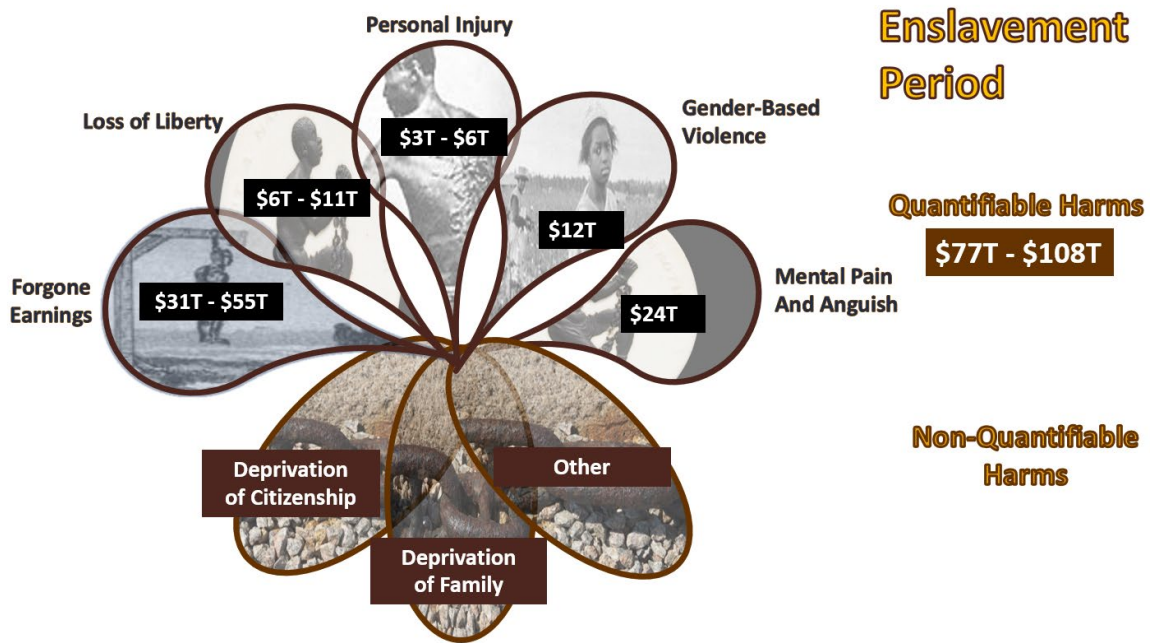 Personal Injury
Enslavement
Period
Loss of Liberty
Gender-Based
Violence
$3T - $6T
$6T - $11T
$12T
Quantifiable Harms
$77T - $108T
Forgone
Earnings
$31T - $55T
$24T
Mental Pain
And Anguish
Non-Quantifiable
Harms
Deprivation
of Citizenship
Other
Deprivation
of Family